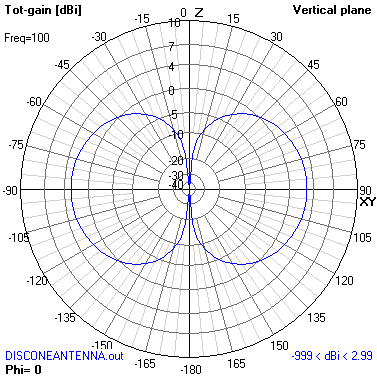 Tot-gain [dBi]
Vertical plane
Freq=100
-15 0 Z 15
-30 30
-45 45
-60 60
-75 75
-90 90
XY
-105 105
-120 120
-135 135
-150 150
-165 165
-180
10
7
4
0
-5
-10
-20
-30
-40
DISCONEANTENNA.out
-999 < dBi < 2.99
Phi= 0